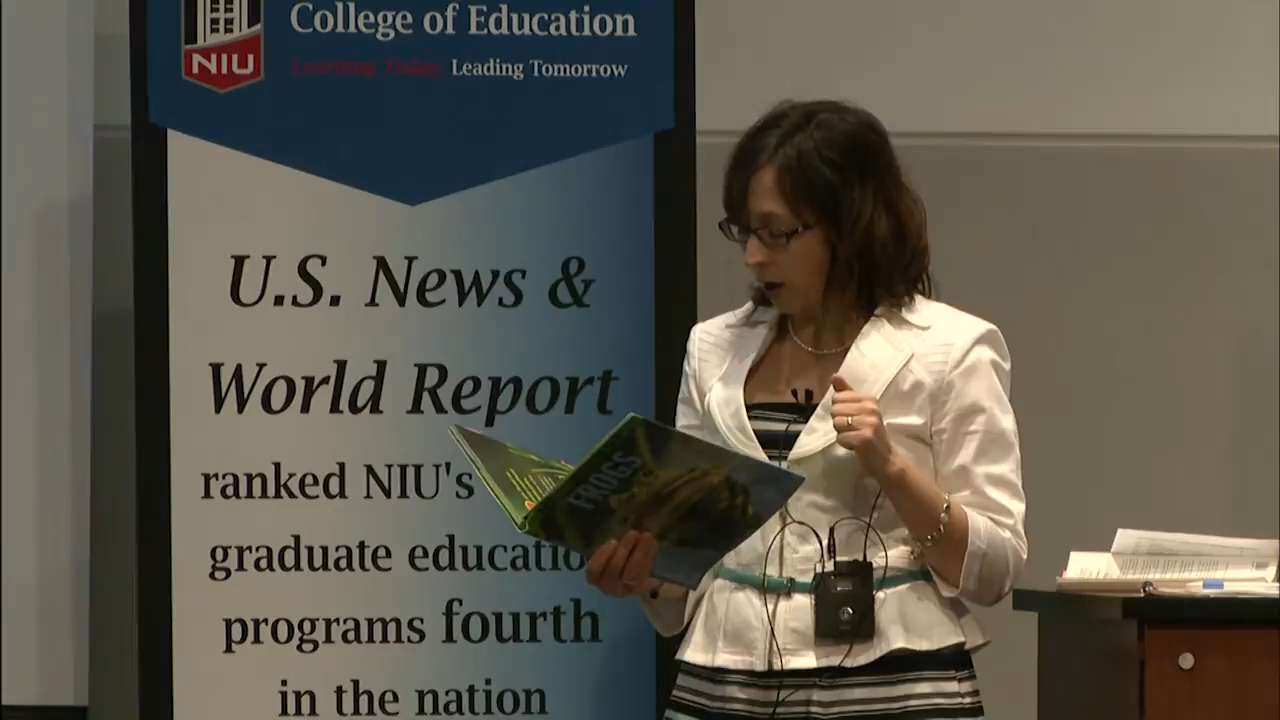 College of Education
NIU
Learning Today, Leading Tomorrow
U.S. News &
World Report
ranked NIU's
graduate educatio
programs fourth
in the nation
FROGS